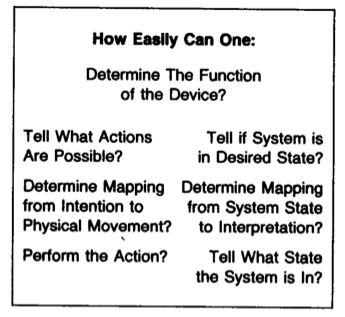 How Easily Can One:
Determine The Function
of the Device?
Tell What Actions
Are Possible?
Tell if System is
in Desired State?
Determine Mapping
from Intention to
Physical Movement?
Determine Mapping
from System State
to Interpretation?
Perform the Action?
Tell What State
the System is In?